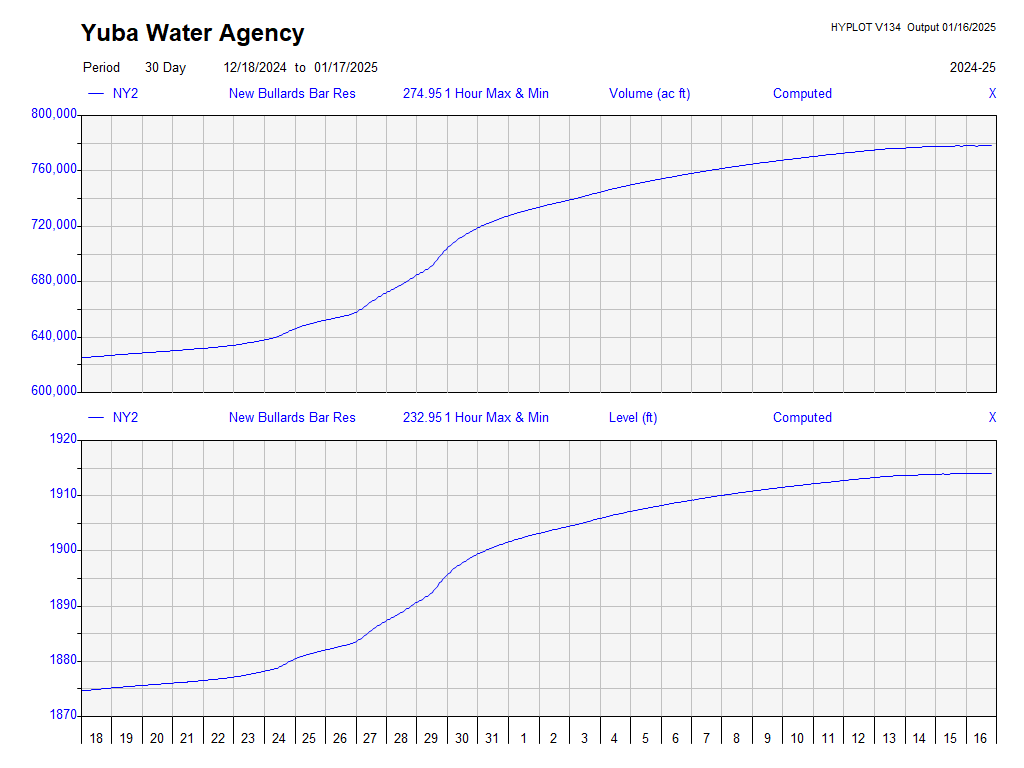 Yuba Water Agency
HYPLOT V134 Output 01/16/2025
Period 30 Day 12/18/2024 to 01/17/2025 2024-25
NY2 New Bullards Bar Res 274.95 1 Hour Max & Min Volume (ac ft) Computed X
800,000
760,000
720,000
680,000
640,000
600,000
NY2 New Bullards Bar Res 232.95 1 Hour Max & Min Level (ft) Computed X
1920
1910
1900
1890
1880
1870
18 19 20 21 22 23 24 25 26 27 28 29 30 31 1 2 3 4 5 6 7 8 9 10 11 12 13 14 15 16